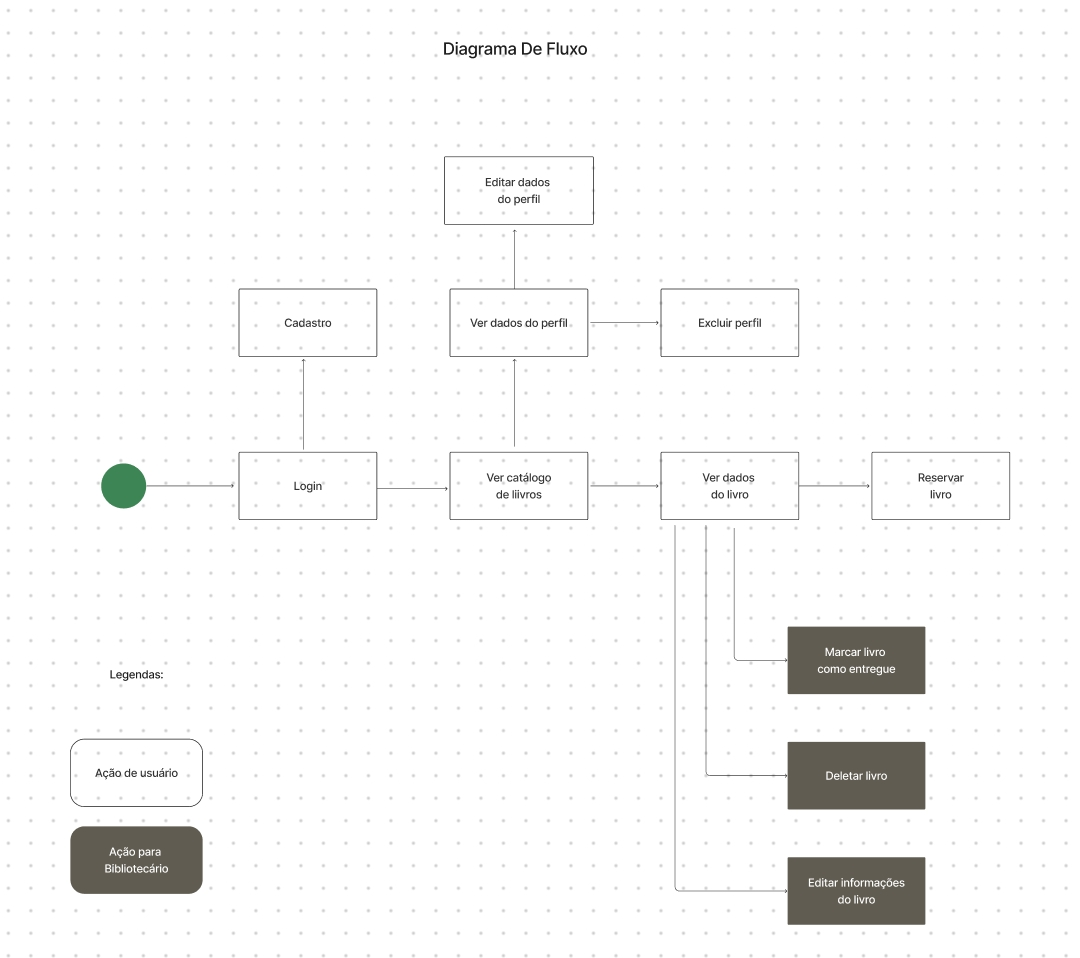 Diagrama De Fluxo
Editar dados
do perfil
Cadastro
Ver dados do perfil
Excluir perfil
Login
Ver catálogo
de liivros
Ver dados
do livro
Reservar
livro
Marcar livro
como entregue
Legendas:
Ação de usuário
Deletar livro
Ação para
Bibliotecário
Editar informações
do livro